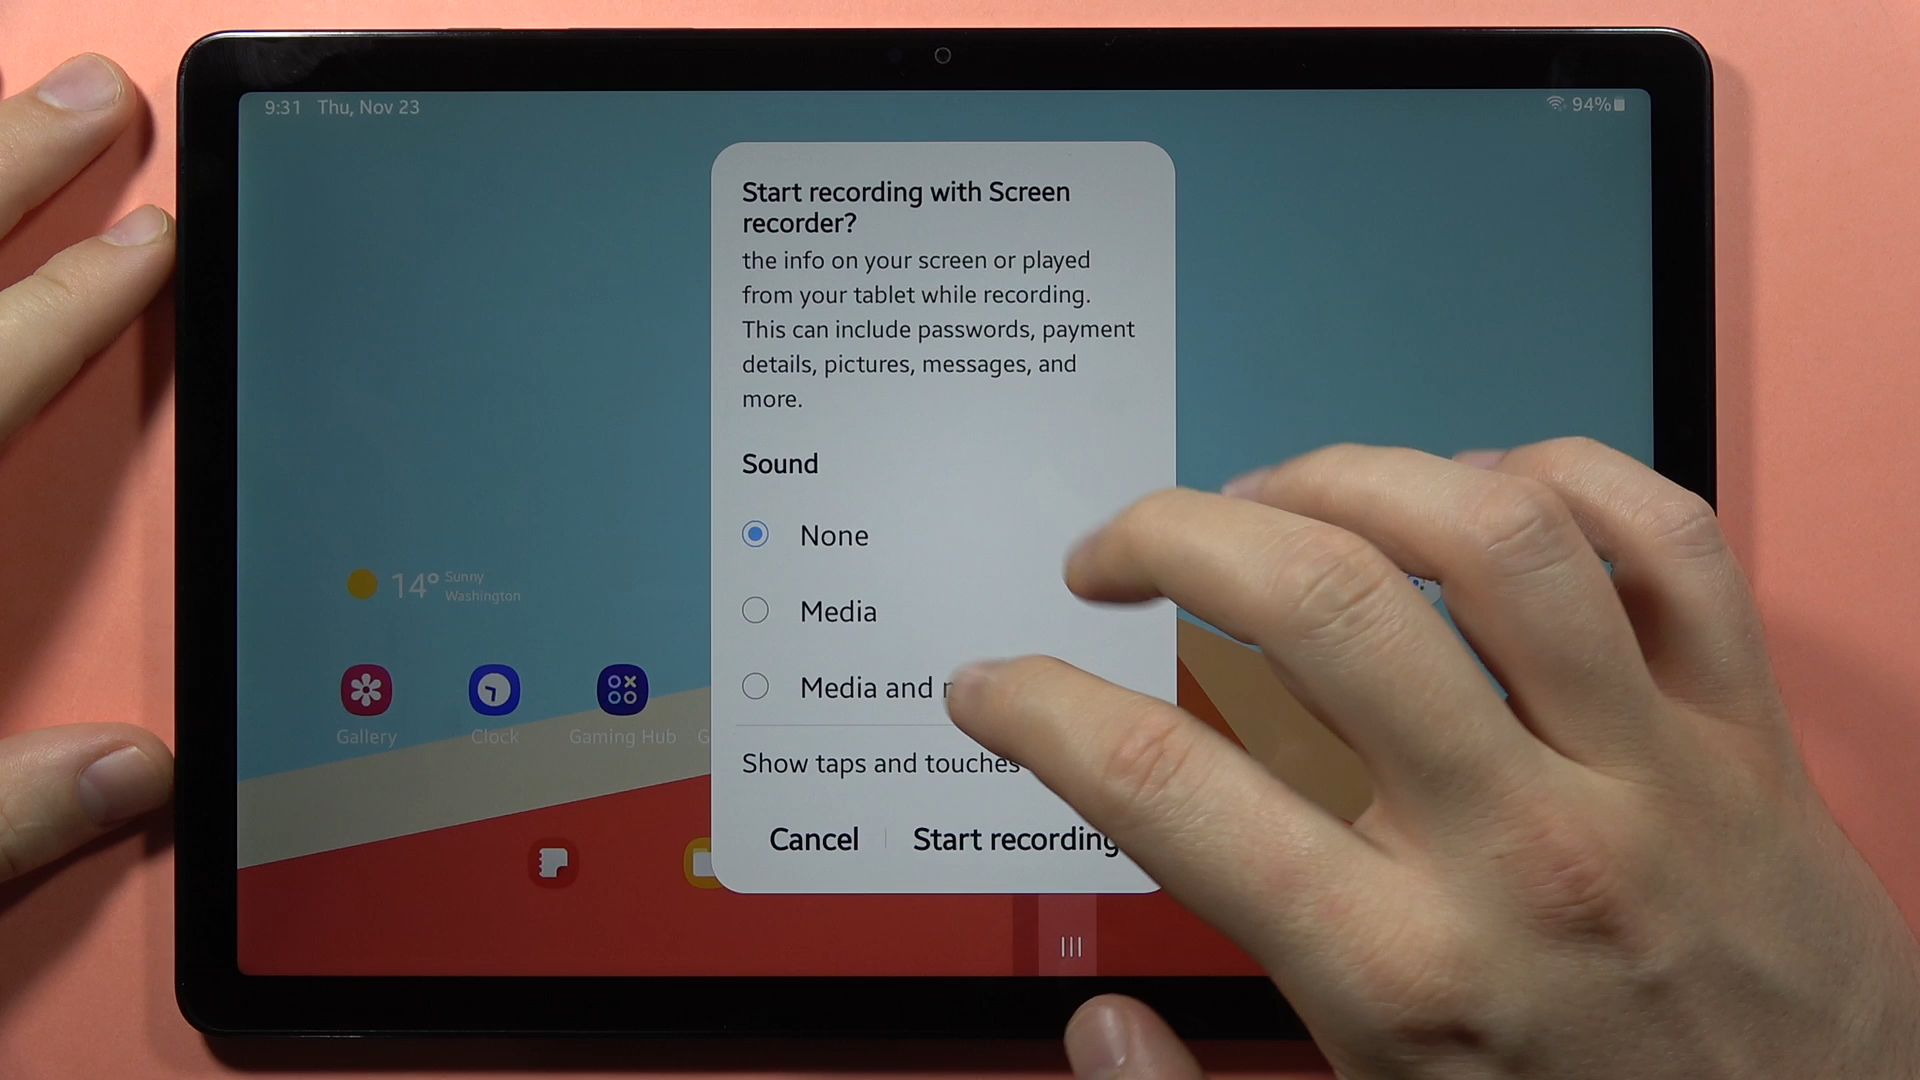 9:31 Thu, Nov 23
94%
Start recording with Screen
recorder?
the info on your screen or played
from your tablet while recording.
This can include passwords, payment
details, pictures, messages, and
more.
Sound
None
Media
Media and
Show taps and touches
Cancel
Start recording
14° Sunny
Washington
Gallery
Clock
Gaming Hub